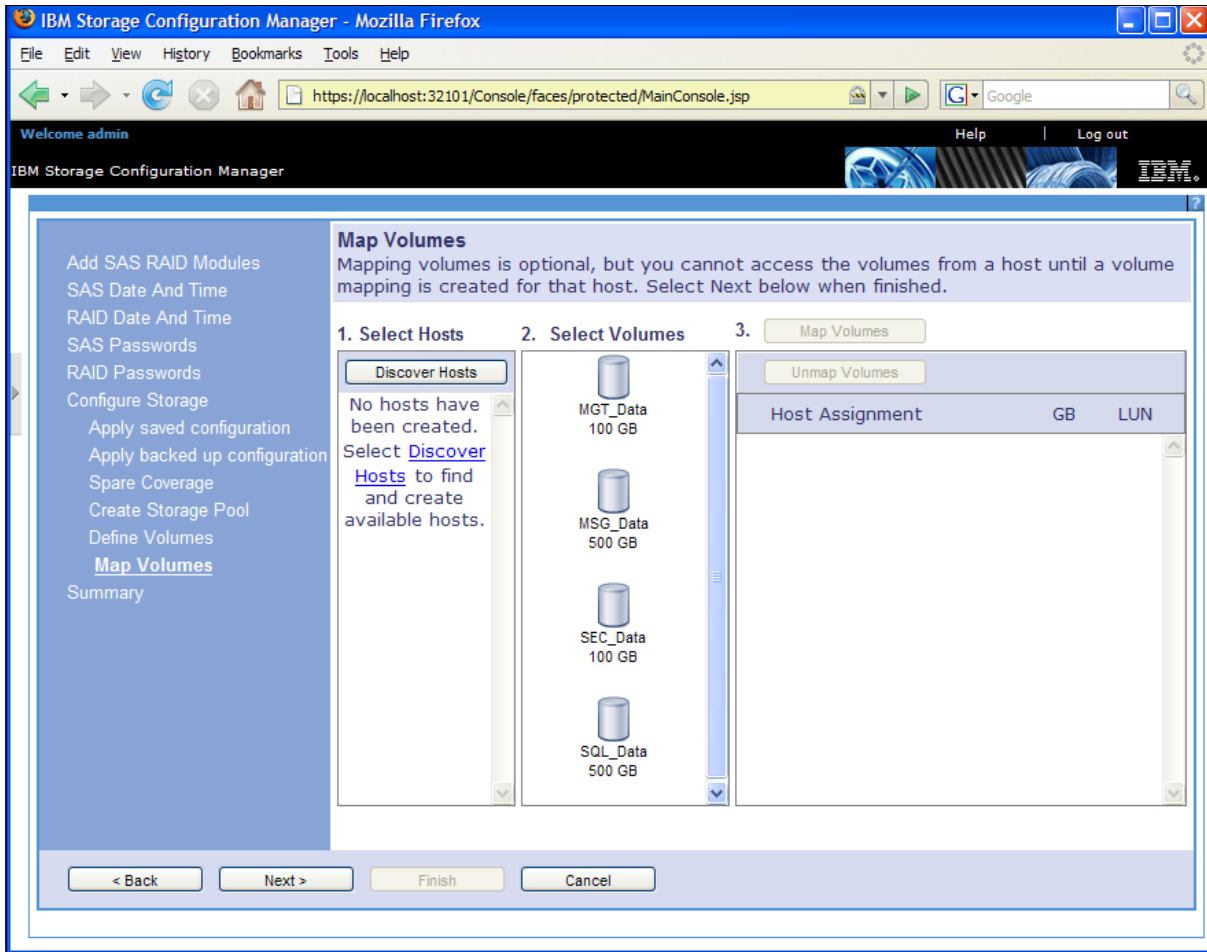 IBM Storage Configuration Manager - Mozilla Firefox
File Edit View History Bookmarks Tools Help
https://localhost:32101/Console/faces/protected/MainConsole.jsp
G Google
Welcome admin
Help | Log out
IBM Storage Configuration Manager
IBM.
?
Add SAS RAID Modules
SAS Date And Time
RAID Date And Time
SAS Passwords
RAID Passwords
Configure Storage
Apply saved configuration
Apply backed up configuration
Spare Coverage
Create Storage Pool
Define Volumes
Map Volumes
Summary
Map Volumes
Mapping volumes is optional, but you cannot access the volumes from a host until a volume
mapping is created for that host. Select Next below when finished.
1. Select Hosts
Discover Hosts
No hosts have
been created.
Select Discover
Hosts to find
and create
available hosts.
2. Select Volumes
MGT_Data
100 GB
MSG_Data
500 GB
SEC_Data
100 GB
SQL_Data
500 GB
3. Map Volumes
Unmap Volumes
Host Assignment GB LUN
< Back Next > Finish Cancel